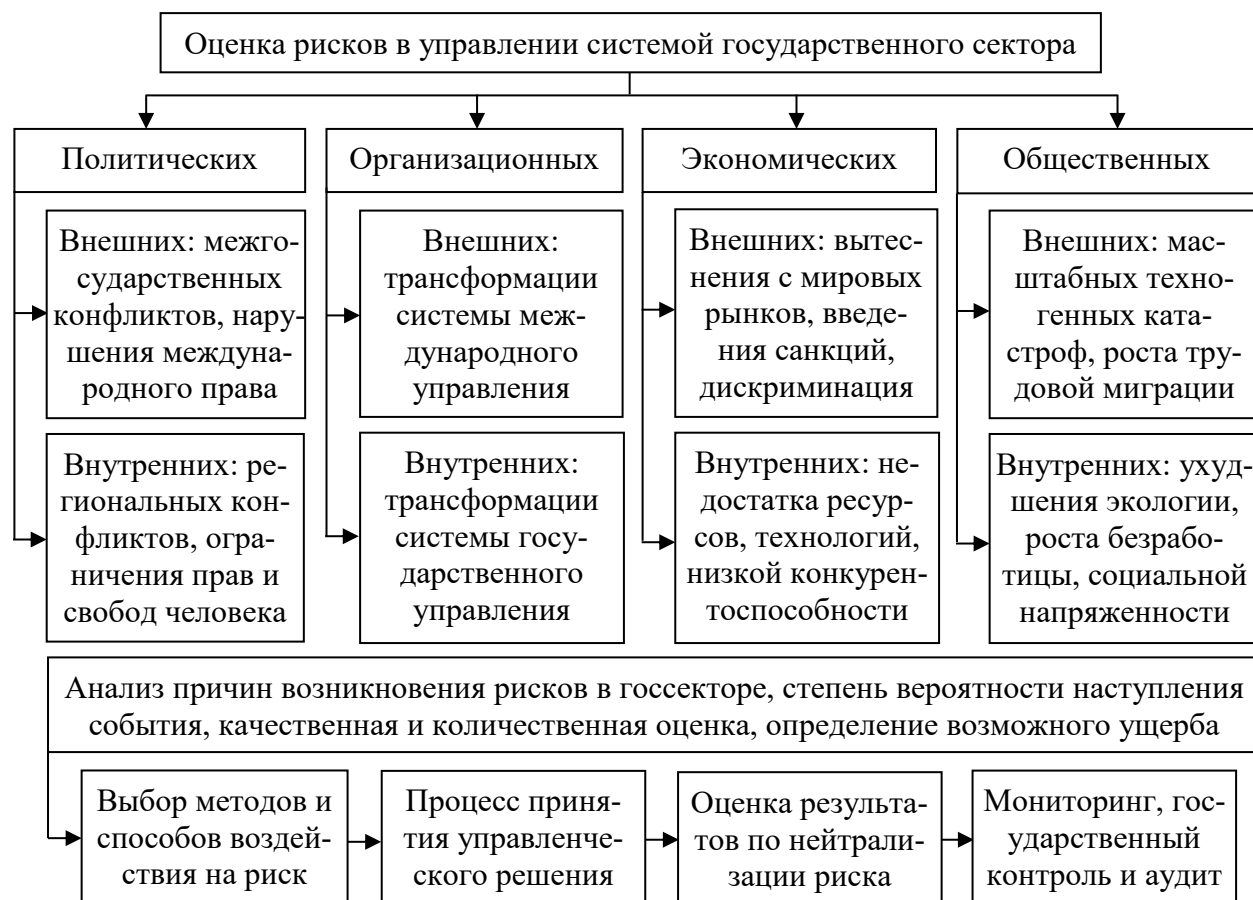 Оценка рисков в управлении системой государственного сектора
Политических
Организационных
Экономических
Общественных
Внешних: межго-
сударственных
конфликтов, нару-
шения междуна-
родного права
Внешних:
трансформации
системы меж-
дународного
управления
Внешних: вытес-
нения с мировых
рынков, введе-
ния санкций,
дискриминация
Внешних: мас-
штабных техно-
генных ката-
строф, роста тру-
довой миграции
Внутренних: ре-
гиональных кон-
фликтов, огра-
ничения прав и
свобод человека
Внутренних:
трансформации
системы госу-
дарственного
управления
Внутренних: не-
достатка ресур-
сов, технологий,
низкой конкурен-
тоспособности
Внутренних: ухуд-
шения экологии,
роста безрабо-
тицы, социальной
напряженности
Анализ причин возникновения рисков в госсекторе, степень вероятности наступления
события, качественная и количественная оценка, определение возможного ущерба
Выбор методов и
способов воздей-
ствия на риск
Процесс приня-
тия управленче-
ского решения
Оценка результа-
тов по нейтрали-
зации риска
Мониторинг, гос-
ударственный
контроль и аудит